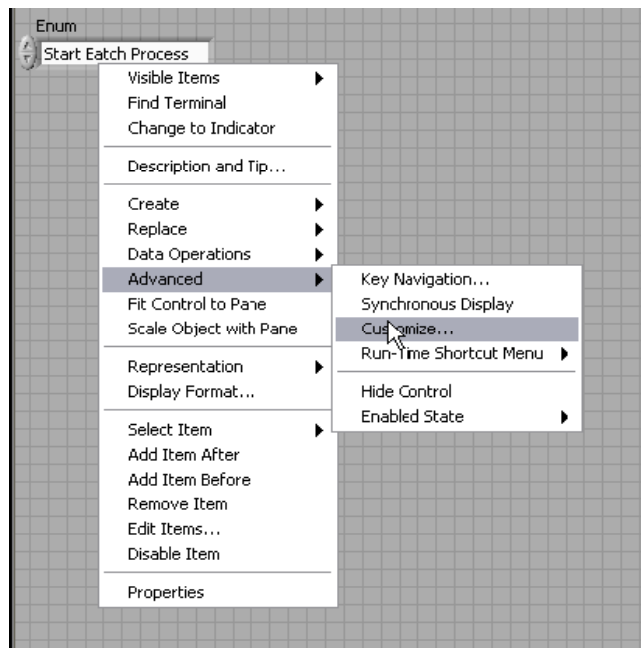 Enum
Start Eatch Process
Visible Items
Find Terminal
Change to Indicator
Description and Tip...
Create
Replace
Data Operations
Advanced
Fit Control to Pane
Scale Object with Pane
Representation
Display Format...
Select Item
Add Item After
Add Item Before
Remove Item
Edit Items...
Disable Item
Properties
Key Navigation...
Synchronous Display
Customize...
Run-Time Shortcut Menu
Hide Control
Enabled State